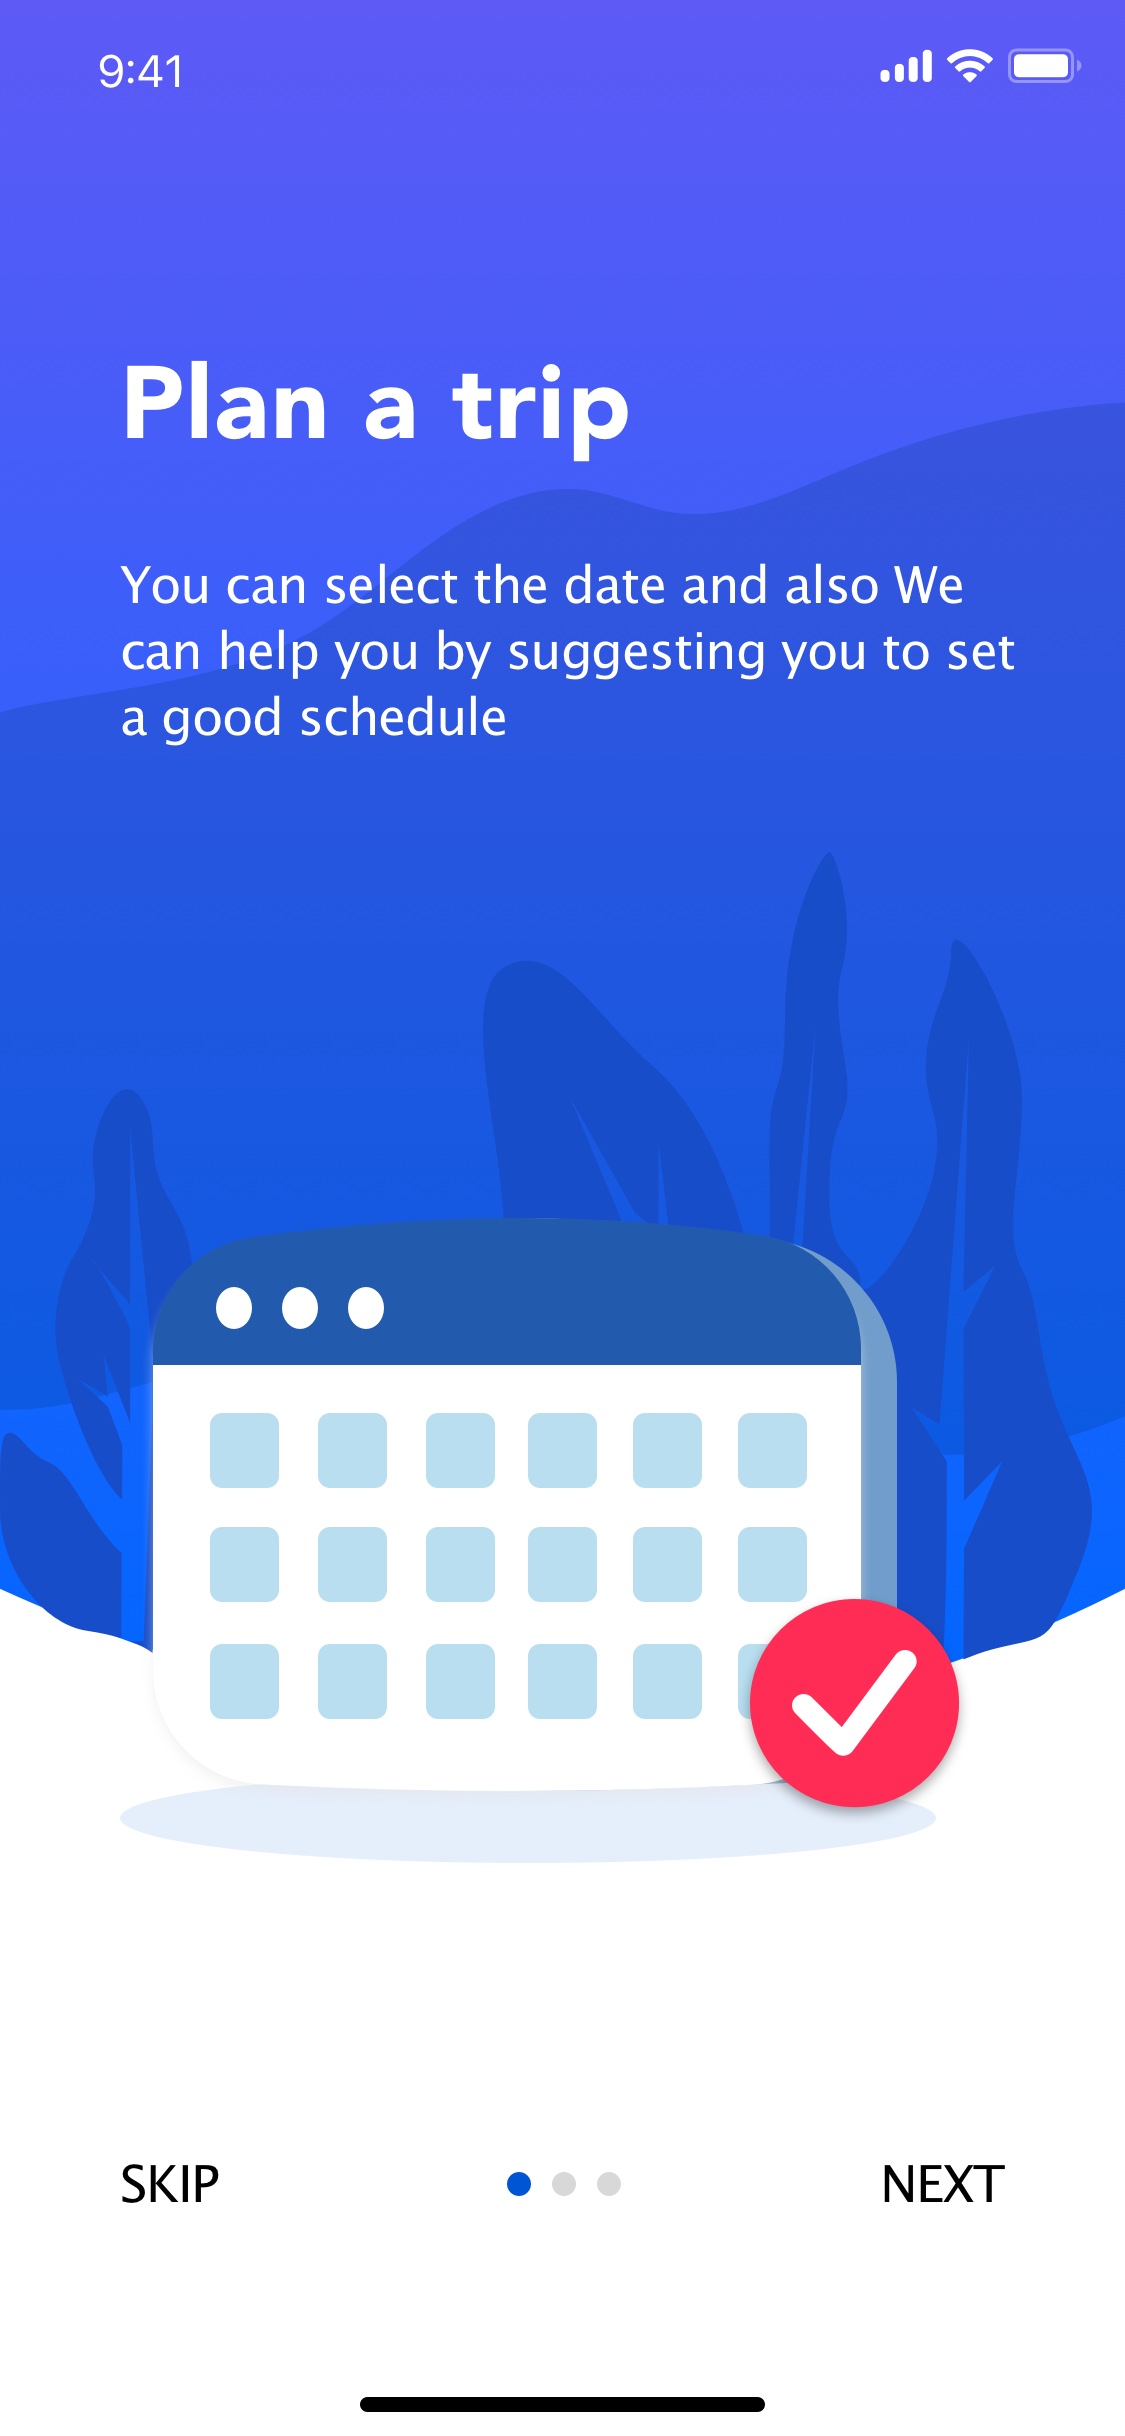 9:41
Plan a trip
You can select the date and also We
can help you by suggesting you to set
a good schedule
SKIP
NEXT